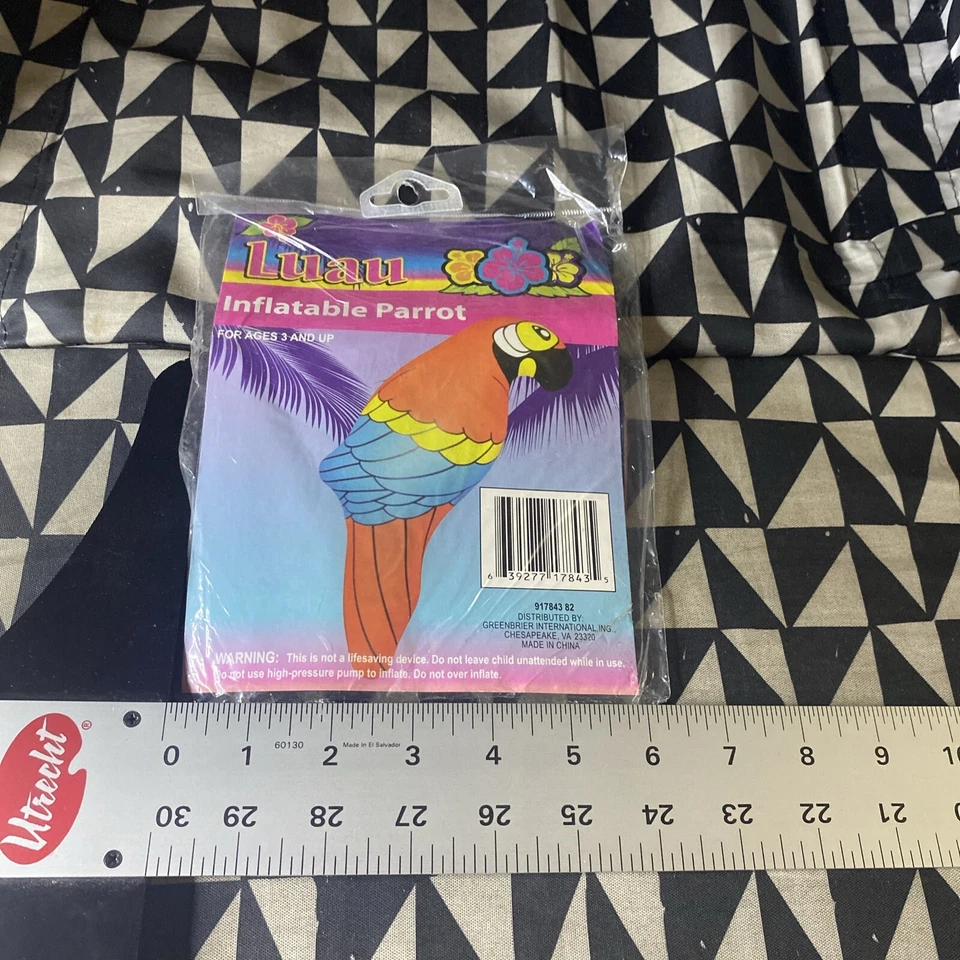 Luau
Inflatable Parrot
FOR AGES 3 AND UP
6 39277 17843 5
917843 82
DISTRIBUTED BY:
GREENBRIER INTERNATIONAL, INC.,
CHESAPEAKE, VA 23320
MADE IN CHINA
WARNING: This is not a lifesaving device. Do not leave child unattended while in use.
Do not use high-pressure pump to inflate. Do not over inflate.
Utrecht®
0 1 2 3 4 5 6 7 8 9 10
60130 Made in El Salvador
30 29 28 27 26 25 24 23 22 21